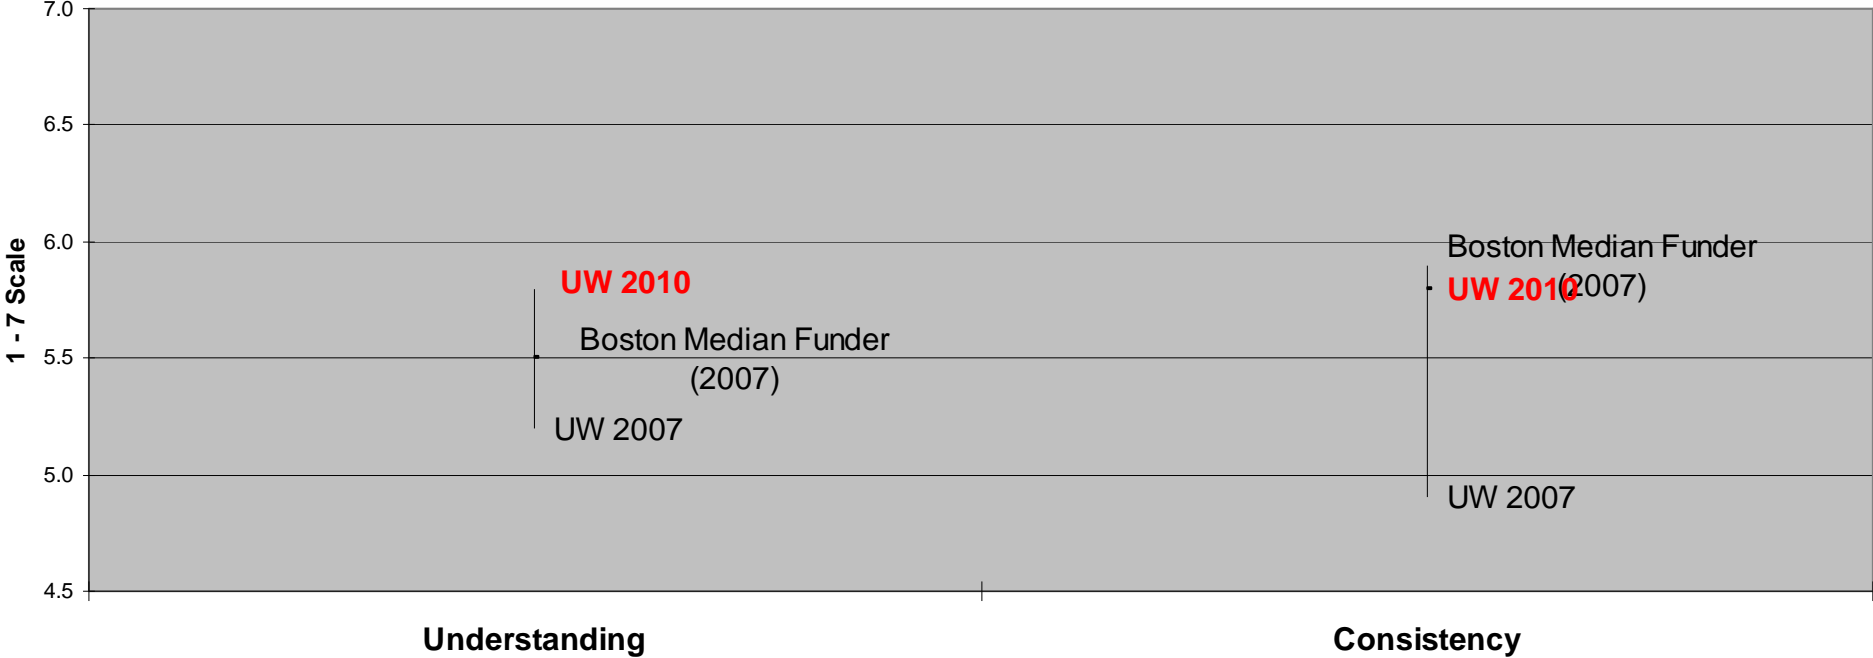 7.0
6.5
6.0
5.5
5.0
4.5
1 - 7 Scale
UW 2010
Boston Median Funder
(2007)
UW 2007
Boston Median Funder
(2007)
UW 2010
UW 2007
Understanding
Consistency